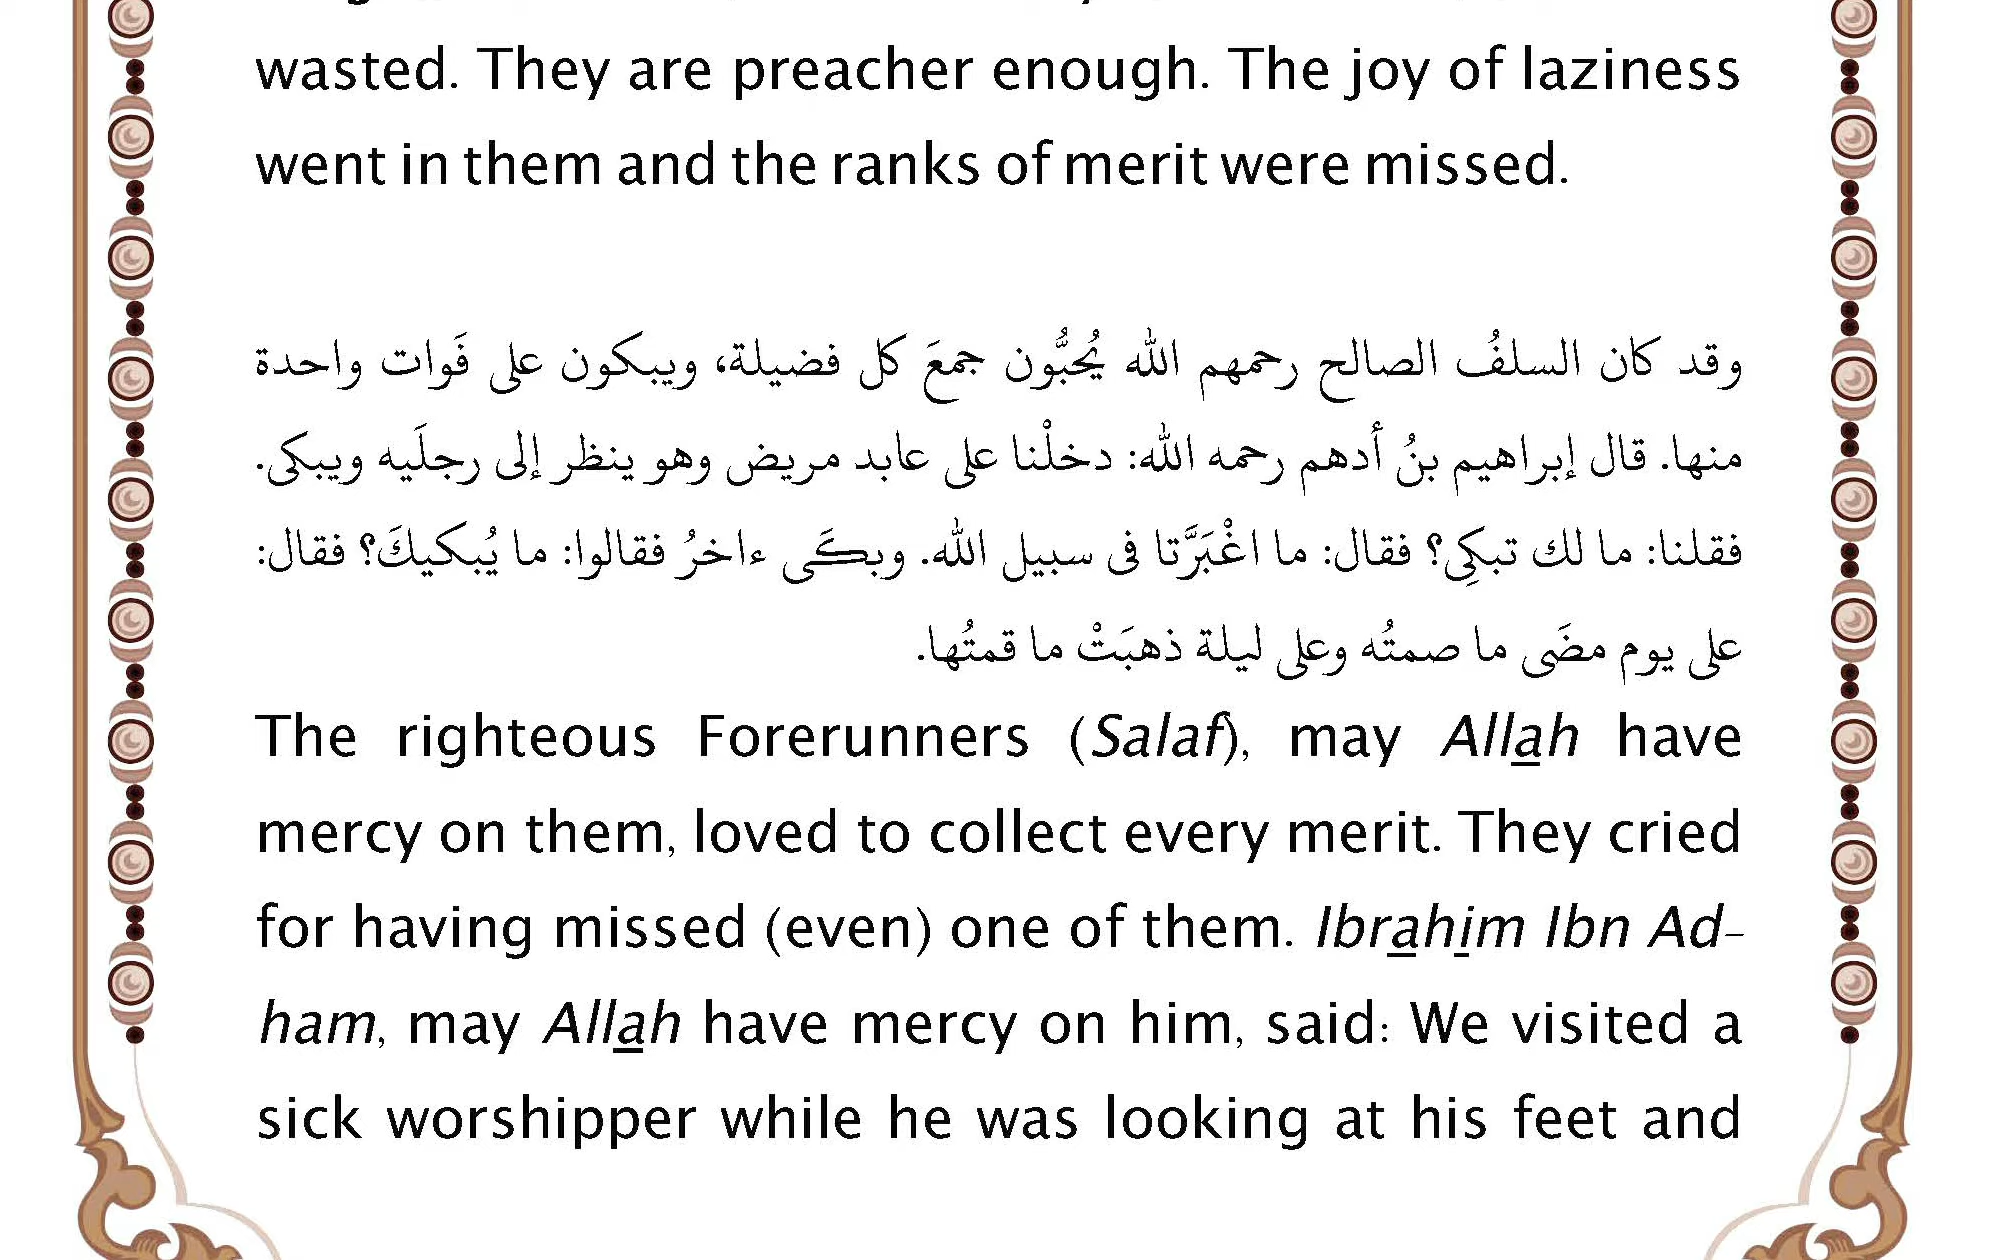 wasted. They are preacher enough. The joy of laziness
went in them and the ranks of merit were missed.
وقد كان السلفُ الصالح رحمهم الله يُحبُّون جمعَ كل فضيلة، ويبكون على فَوات واحدة
منها. قال إبراهيم بنُ أدهم رحمه الله: دخلْنا على عابد مريض وهو ينظر إلى رجلَيه ويبكى.
فقلنا: ما لك تبكِى؟ فقال: ما اغْبَرَّتا فى سبيل الله. وبكَى ءاخرُ فقالوا: ما يُبكيكَ؟ فقال:
على يوم مضَى ما صمتُه وعلى ليلة ذهبَتْ ما قمتُها.
The righteous Forerunners (Salaf), may Allah have
mercy on them, loved to collect every merit. They cried
for having missed (even) one of them. Ibrahim Ibn Ad-
ham, may Allah have mercy on him, said: We visited a
sick worshipper while he was looking at his feet and